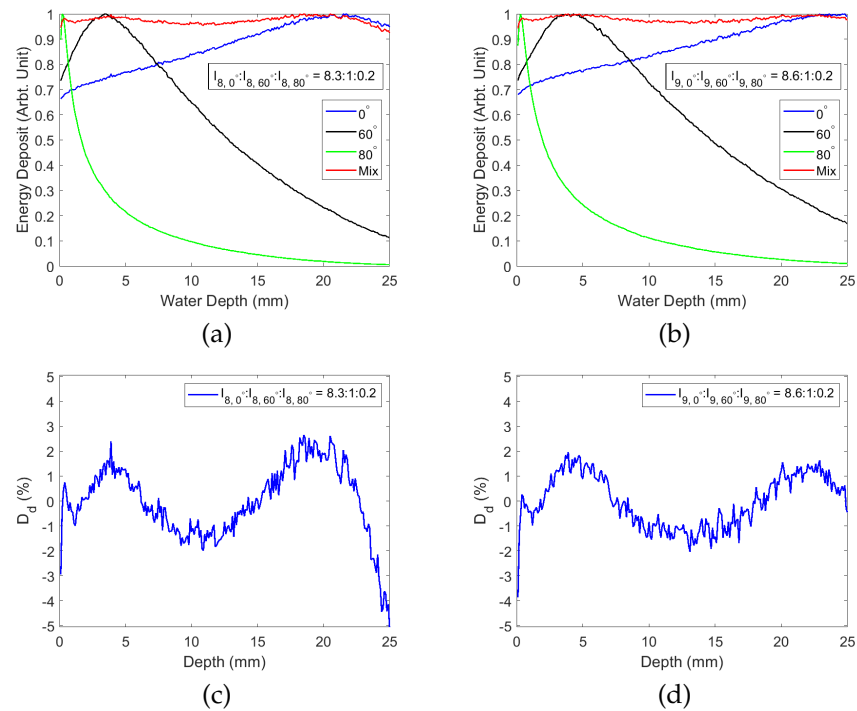 Energy Deposit (Arbt. Unit)
1
0.9
0.8
0.7
0.6
0.5
0.4
0.3
0.2
0.1
0
I8, 0°:I8, 60°:I8, 80° = 8.3:1:0.2
0°
60°
80°
Mix
0 5 10 15 20 25
Water Depth (mm)
(a)
Energy Deposit (Arbt. Unit)
1
0.9
0.8
0.7
0.6
0.5
0.4
0.3
0.2
0.1
0
I9, 0°:I9, 60°:I9, 80° = 8.6:1:0.2
0°
60°
80°
Mix
0 5 10 15 20 25
Water Depth (mm)
(b)
Dd (%)
5
4
3
2
1
0
-1
-2
-3
-4
-5
I8, 0°:I8, 60°:I8, 80° = 8.3:1:0.2
0 5 10 15 20 25
Depth (mm)
(c)
Dd (%)
5
4
3
2
1
0
-1
-2
-3
-4
-5
I9, 0°:I9, 60°:I9, 80° = 8.6:1:0.2
0 5 10 15 20 25
Depth (mm)
(d)